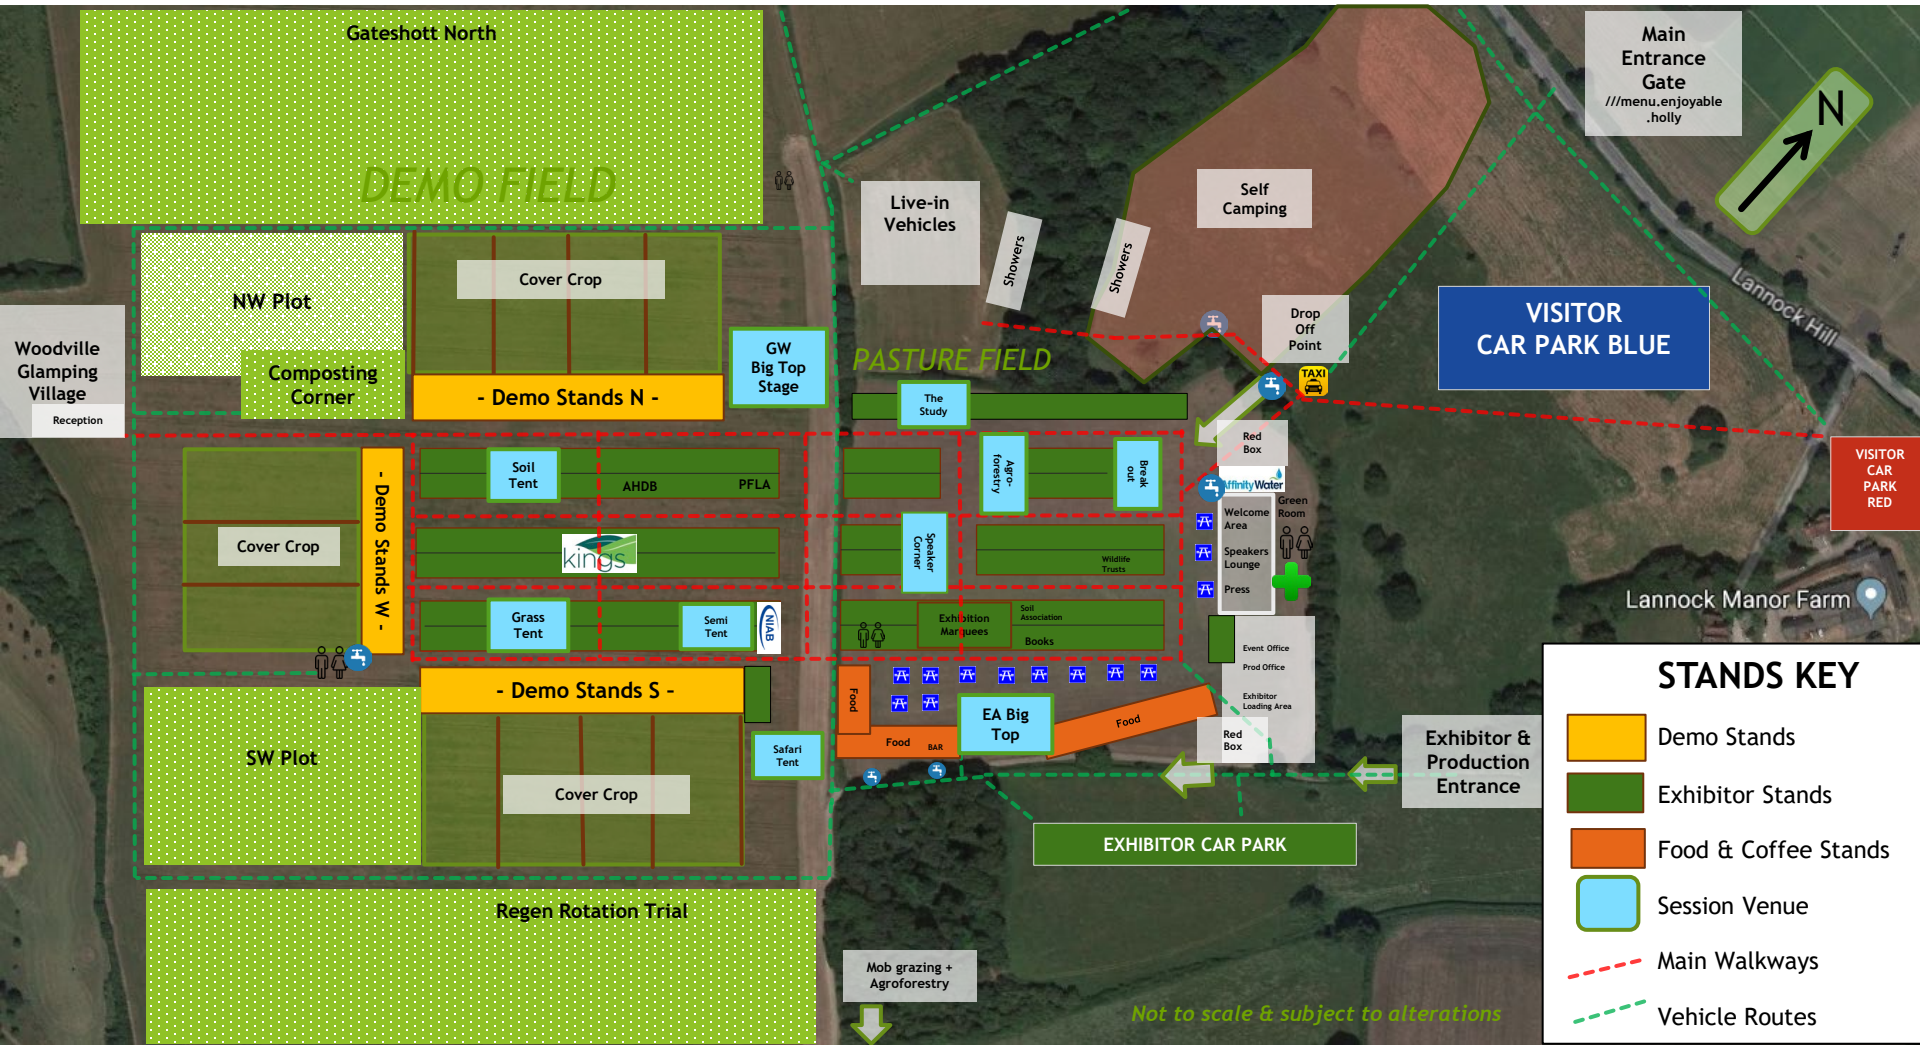 Gateshott North
DEMO FIELD
Main
Entrance
Gate
///menu.enjoyable
.holly
N
Live-in
Vehicles
Showers
Showers
Self
Camping
Lannock Hill
NW Plot
Cover Crop
Composting
Corner
- Demo Stands N -
GW
Big Top
Stage
PASTURE FIELD
Drop
Off
Point
TAXI
VISITOR
CAR PARK BLUE
Woodville
Glamping
Village
Reception
The
Study
Red
Box
VISITOR
CAR
PARK
RED
Cover Crop
- Demo Stands W -
Soil
Tent
AHDB
PFLA
Agro-
forestry
Break
out
AffinityWater
Green
Room
Welcome
Area
Speakers
Lounge
Press
kings
Speaker
Corner
Wildlife
Trusts
Grass
Tent
Semi
Tent
NIAB
Exhibition
Marquees
Soil
Association
Books
Lannock Manor Farm
Event Office
Prod Office
Exhibitor
Loading Area
Red
Box
- Demo Stands S -
Food
Food
BAR
EA Big
Top
Food
SW Plot
Cover Crop
Safari
Tent
Exhibitor &
Production
Entrance
EXHIBITOR CAR PARK
Regen Rotation Trial
Mob grazing +
Agroforestry
Not to scale & subject to alterations
STANDS KEY
Demo Stands
Exhibitor Stands
Food & Coffee Stands
Session Venue
Main Walkways
Vehicle Routes